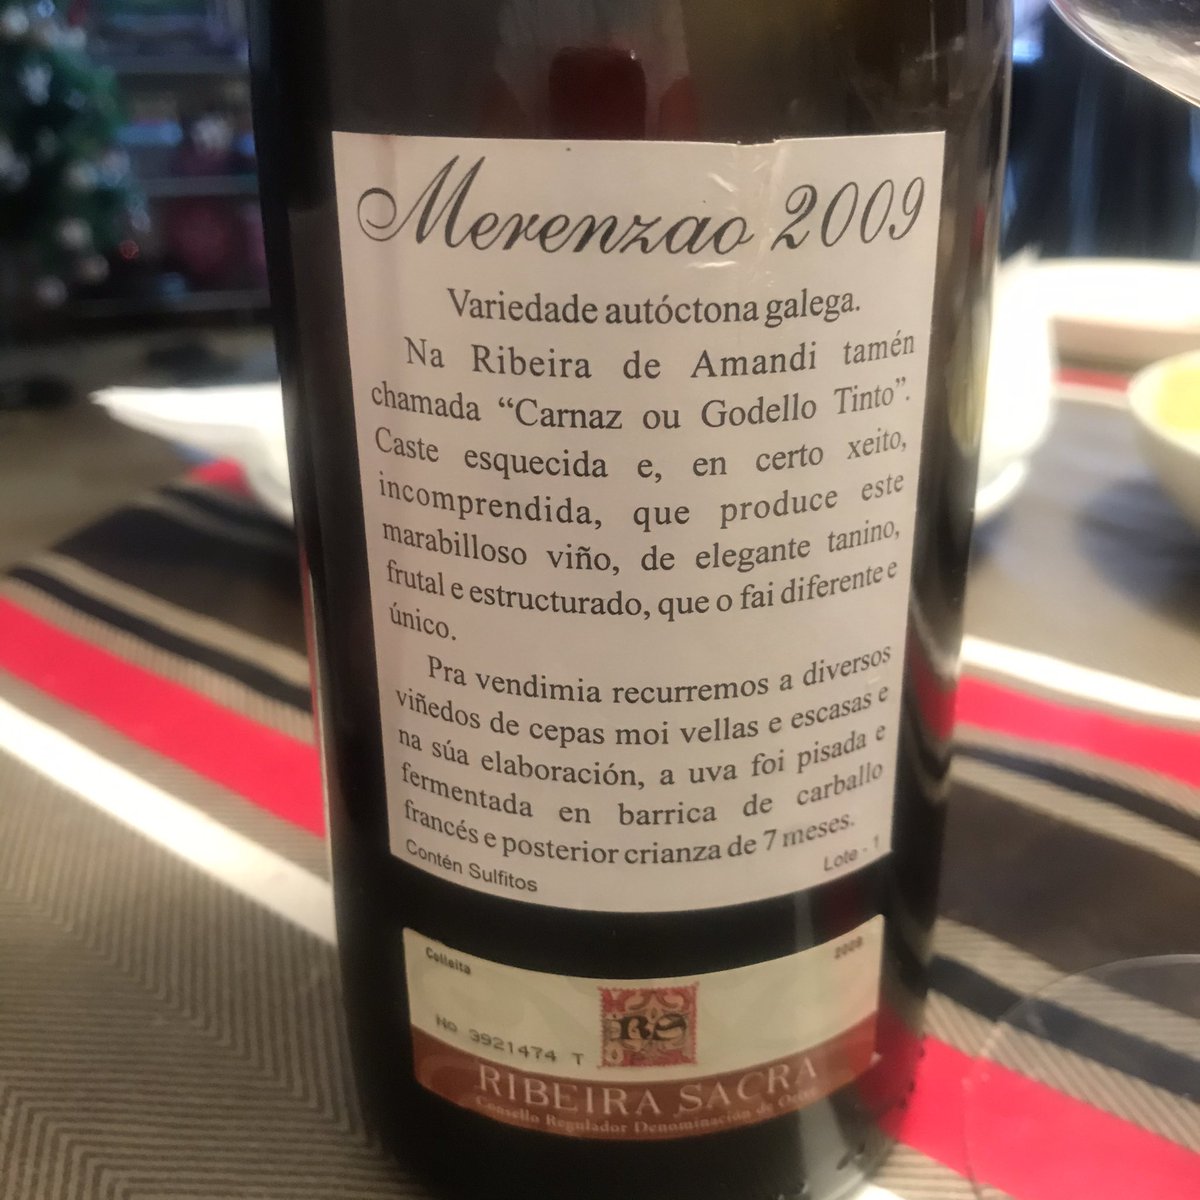 Merenzao 2009
Variedade autóctona galega.
Na Ribeira de Amandi tamén
chamada “Carnaz ou Godello Tinto”.
Caste esquecida e, en certo xeito,
incomprendida, que produce este
marabilloso viño, de elegante tanino,
frutal e estructurado, que o fai diferente e
único.
Pra vendimia recurremos a diversos
viñedos de cepas moi vellas e escasas e
na súa elaboración, a uva foi pisada e
fermentada en barrica de carballo
francés e posterior crianza de 7 meses.
Contén Sulfitos
Lote - 1
Colleita 2009
RS
No 3921474 T
RIBEIRA SACRA
Consello Regulador Denominación de